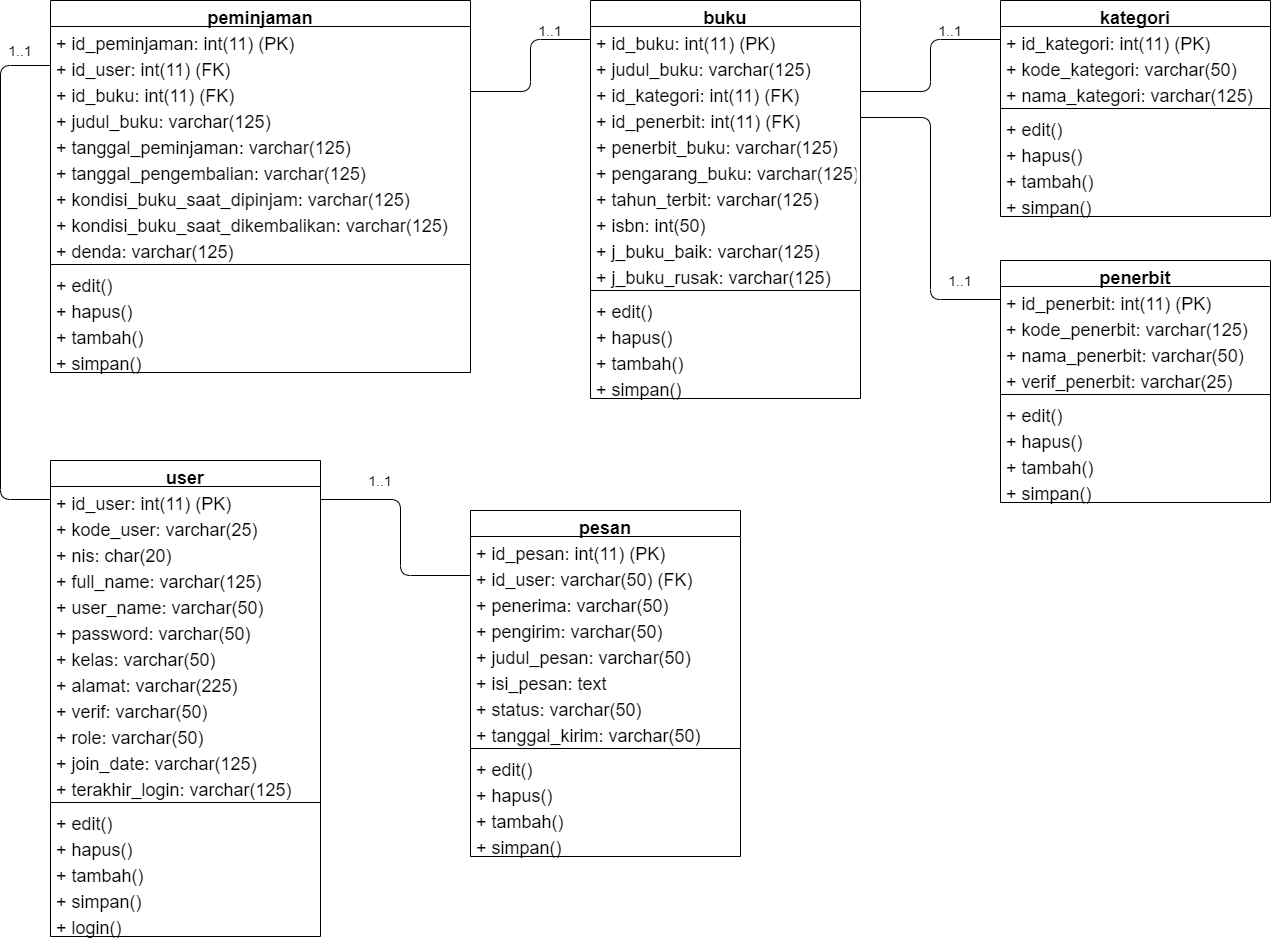 peminjaman
+ id_peminjaman: int(11) (PK)
+ id_user: int(11) (FK)
+ id_buku: int(11) (FK)
+ judul_buku: varchar(125)
+ tanggal_peminjaman: varchar(125)
+ tanggal_pengembalian: varchar(125)
+ kondisi_buku_saat_dipinjam: varchar(125)
+ kondisi_buku_saat_dikembalikan: varchar(125)
+ denda: varchar(125)
+ edit()
+ hapus()
+ tambah()
+ simpan()
1..1
1..1
buku
+ id_buku: int(11) (PK)
+ judul_buku: varchar(125)
+ id_kategori: int(11) (FK)
+ id_penerbit: int(11) (FK)
+ penerbit_buku: varchar(125)
+ pengarang_buku: varchar(125)
+ tahun_terbit: varchar(125)
+ isbn: int(50)
+ j_buku_baik: varchar(125)
+ j_buku_rusak: varchar(125)
+ edit()
+ hapus()
+ tambah()
+ simpan()
1..1
kategori
+ id_kategori: int(11) (PK)
+ kode_kategori: varchar(50)
+ nama_kategori: varchar(125)
+ edit()
+ hapus()
+ tambah()
+ simpan()
1..1
penerbit
+ id_penerbit: int(11) (PK)
+ kode_penerbit: varchar(125)
+ nama_penerbit: varchar(50)
+ verif_penerbit: varchar(25)
+ edit()
+ hapus()
+ tambah()
+ simpan()
user
+ id_user: int(11) (PK)
+ kode_user: varchar(25)
+ nis: char(20)
+ full_name: varchar(125)
+ user_name: varchar(50)
+ password: varchar(50)
+ kelas: varchar(50)
+ alamat: varchar(225)
+ verif: varchar(50)
+ role: varchar(50)
+ join_date: varchar(125)
+ terakhir_login: varchar(125)
+ edit()
+ hapus()
+ tambah()
+ simpan()
+ login()
1..1
pesan
+ id_pesan: int(11) (PK)
+ id_user: varchar(50) (FK)
+ penerima: varchar(50)
+ pengirim: varchar(50)
+ judul_pesan: varchar(50)
+ isi_pesan: text
+ status: varchar(50)
+ tanggal_kirim: varchar(50)
+ edit()
+ hapus()
+ tambah()
+ simpan()